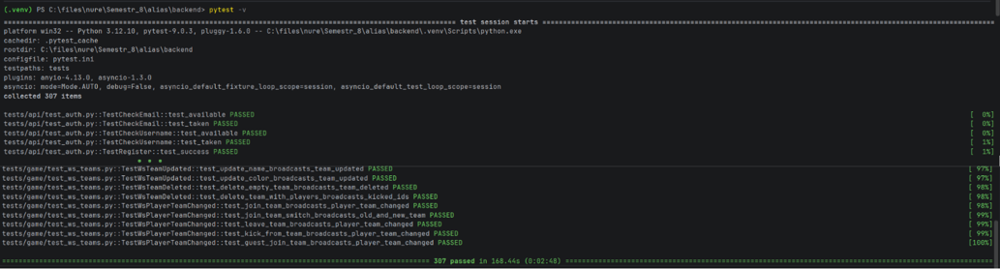 (.venv) PS C:\files\nure\Semestr_8\alias\backend> pytest -v
================ test session starts ================
platform win32 -- Python 3.12.10, pytest-9.0.3, pluggy-1.6.0 -- C:\files\nure\Semestr_8\alias\backend\.venv\Scripts\python.exe
cachedir: .pytest_cache
rootdir: C:\files\nure\Semestr_8\alias\backend
configfile: pytest.ini
testpaths: tests
plugins: anyio-4.13.0, asyncio-1.3.0
asyncio: mode=Mode.AUTO, debug=False, asyncio_default_fixture_loop_scope=session, asyncio_default_test_loop_scope=session
collected 307 items
tests/api/test_auth.py::TestCheckEmail::test_available PASSED [ 0%]
tests/api/test_auth.py::TestCheckEmail::test_taken PASSED [ 0%]
tests/api/test_auth.py::TestCheckUsername::test_available PASSED [ 0%]
tests/api/test_auth.py::TestCheckUsername::test_taken PASSED [ 1%]
tests/api/test_auth.py::TestRegister::test_success PASSED [ 1%]
• • •
tests/game/test_ws_teams.py::TestWsTeamUpdated::test_update_name_broadcasts_team_updated PASSED [ 97%]
tests/game/test_ws_teams.py::TestWsTeamUpdated::test_update_color_broadcasts_team_updated PASSED [ 97%]
tests/game/test_ws_teams.py::TestWsTeamDeleted::test_delete_empty_team_broadcasts_team_deleted PASSED [ 98%]
tests/game/test_ws_teams.py::TestWsTeamDeleted::test_delete_team_with_players_broadcasts_kicked_ids PASSED [ 98%]
tests/game/test_ws_teams.py::TestWsPlayerTeamChanged::test_join_team_broadcasts_player_team_changed PASSED [ 98%]
tests/game/test_ws_teams.py::TestWsPlayerTeamChanged::test_join_team_switch_broadcasts_old_and_new_team PASSED [ 99%]
tests/game/test_ws_teams.py::TestWsPlayerTeamChanged::test_leave_team_broadcasts_player_team_changed PASSED [ 99%]
tests/game/test_ws_teams.py::TestWsPlayerTeamChanged::test_kick_from_team_broadcasts_player_team_changed PASSED [ 99%]
tests/game/test_ws_teams.py::TestWsPlayerTeamChanged::test_guest_join_team_broadcasts_player_team_changed PASSED [100%]
================ 307 passed in 168.44s (0:02:48) ================